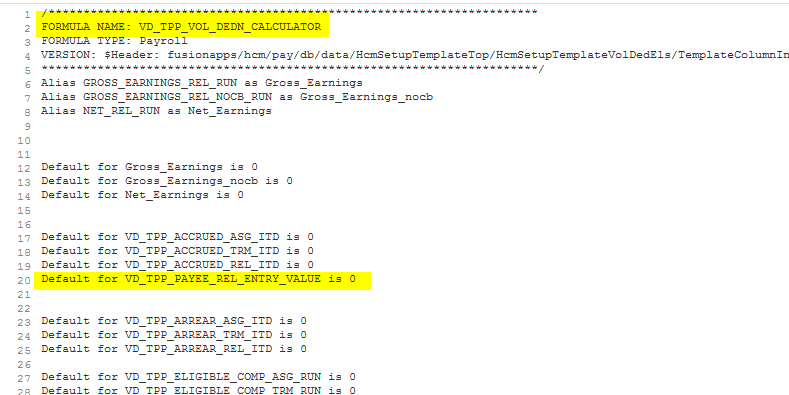 1 /**********************************************************************
2 FORMULA NAME: VD_TPP_VOL_DEDN_CALCULATOR
3 FORMULA TYPE: Payroll
4 VERSION: $Header: fusionapps/hcm/pay/db/data/HcmSetupTemplateTop/HcmSetupTemplateVolDedEls/TemplateColumnIn
5 ***********************************************************************/
6 Alias GROSS_EARNINGS_REL_RUN as Gross_Earnings
7 Alias GROSS_EARNINGS_REL_NOCB_RUN as Gross_Earnings_nocb
8 Alias NET_REL_RUN as Net_Earnings
9
10
11
12 Default for Gross_Earnings is 0
13 Default for Gross_Earnings_nocb is 0
14 Default for Net_Earnings is 0
15
16
17 Default for VD_TPP_ACCRUED_ASG_ITD is 0
18 Default for VD_TPP_ACCRUED_TRM_ITD is 0
19 Default for VD_TPP_ACCRUED_REL_ITD is 0
20 Default for VD_TPP_PAYEE_REL_ENTRY_VALUE is 0
21
22
23 Default for VD_TPP_ARREAR_ASG_ITD is 0
24 Default for VD_TPP_ARREAR_TRM_ITD is 0
25 Default for VD_TPP_ARREAR_REL_ITD is 0
26
27 Default for VD_TPP_ELIGIBLE_COMP_ASG_RUN is 0
28 Default for VD_TPP_ELIGIBLE_COMP_TRM_RUN is 0